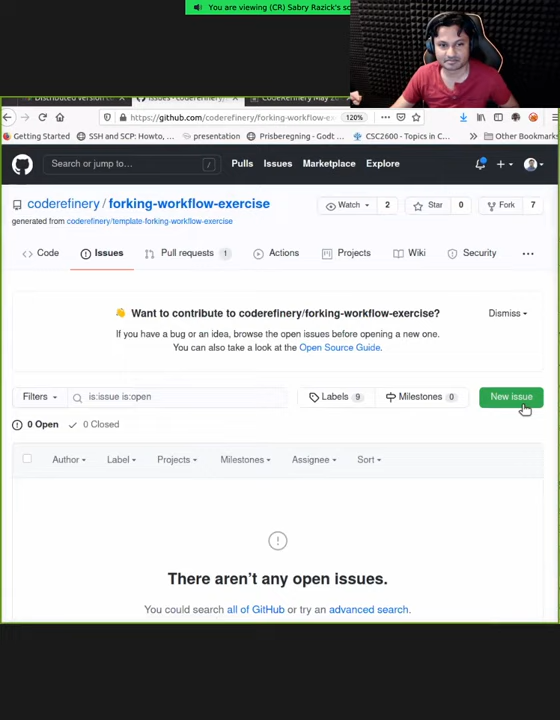 You are viewing (CR) Sabry Razick's sc
Distributed version c
Issues · coderefinery/
CodeRefinery May 20
https://github.com/coderefinery/forking-workflow-e
120%
Getting Started
SSH and SCP: Howto, ...
presentation
Prisberegning - Godt ...
CSC2600 - Topics in C...
Other Bookmarks
Search or jump to...
/
Pulls
Issues
Marketplace
Explore
coderefinery / forking-workflow-exercise
Watch
2
Star
0
Fork
7
generated from coderefinery/template-forking-workflow-exercise
Code
Issues
Pull requests
1
Actions
Projects
Wiki
Security
Want to contribute to coderefinery/forking-workflow-exercise?
Dismiss
If you have a bug or an idea, browse the open issues before opening a new one.
You can also take a look at the Open Source Guide.
Filters
is:issue is:open
Labels 9
Milestones 0
New issue
0 Open
0 Closed
Author
Label
Projects
Milestones
Assignee
Sort
There aren't any open issues.
You could search all of GitHub or try an advanced search.